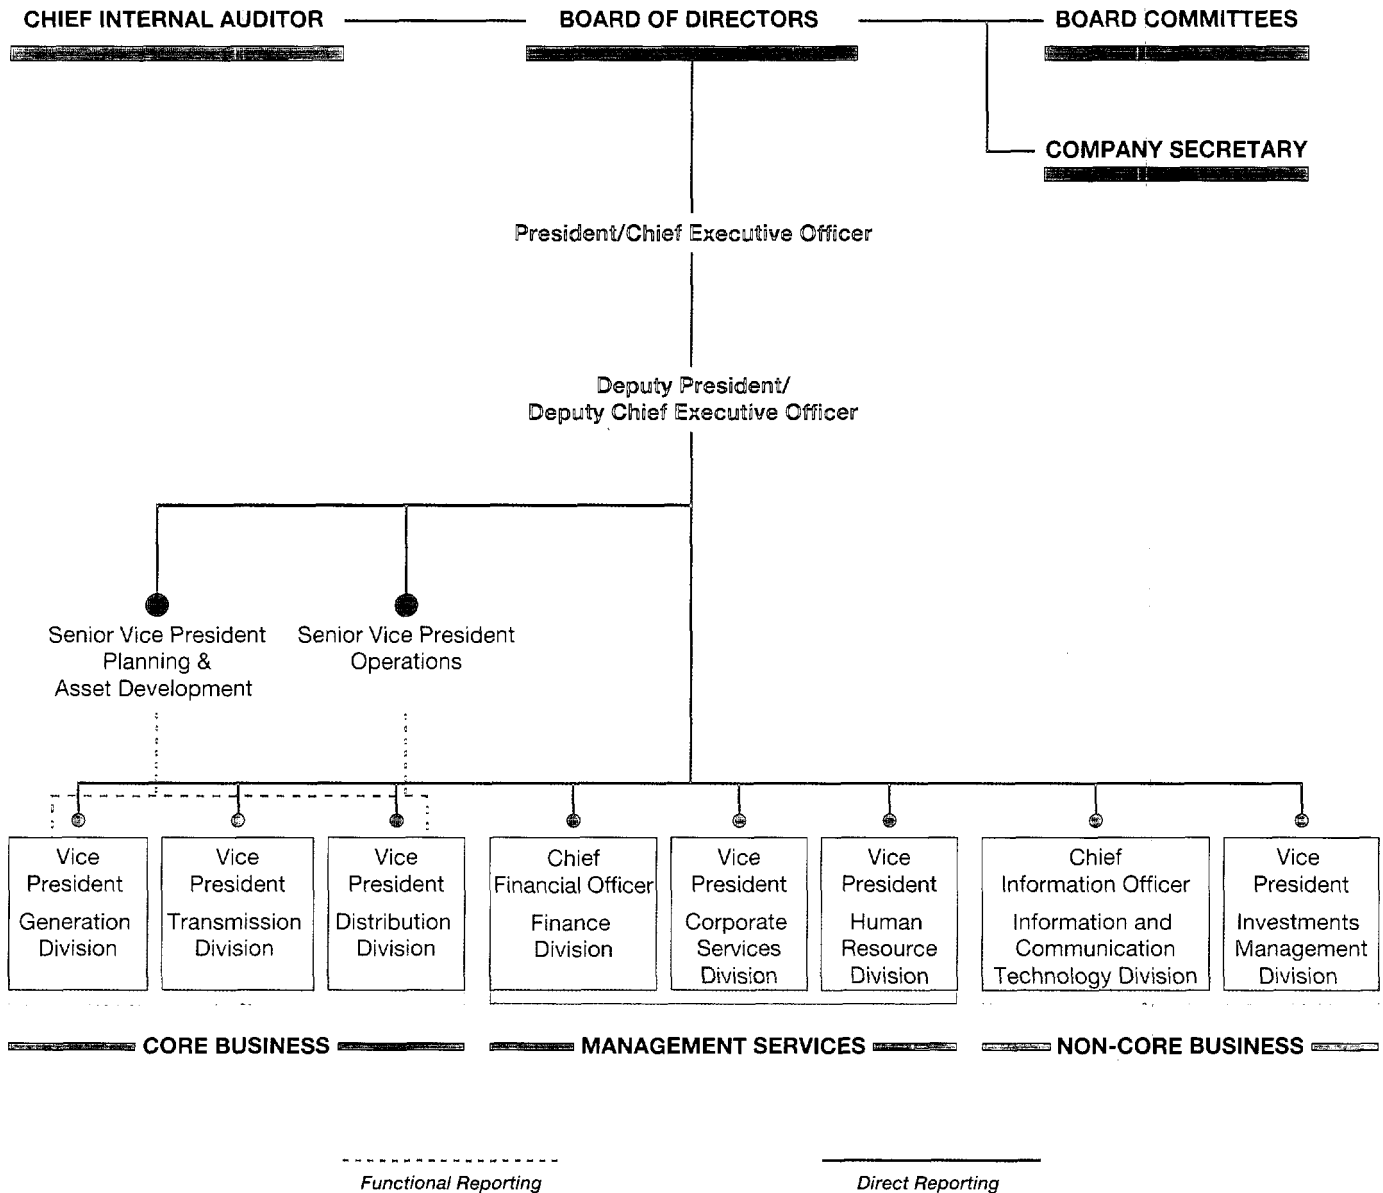 CHIEF INTERNAL AUDITOR
BOARD OF DIRECTORS
BOARD COMMITTEES
COMPANY SECRETARY
President/Chief Executive Officer
Deputy President/
Deputy Chief Executive Officer
Senior Vice President
Planning &
Asset Development
Senior Vice President
Operations
Vice
President
Generation
Division
Vice
President
Transmission
Division
Vice
President
Distribution
Division
Chief
Financial Officer
Finance
Division
Vice
President
Corporate
Services
Division
Vice
President
Human
Resource
Division
Chief
Information Officer
Information and
Communication
Technology Division
Vice
President
Investments
Management
Division
CORE BUSINESS
MANAGEMENT SERVICES
NON-CORE BUSINESS
Functional Reporting
Direct Reporting